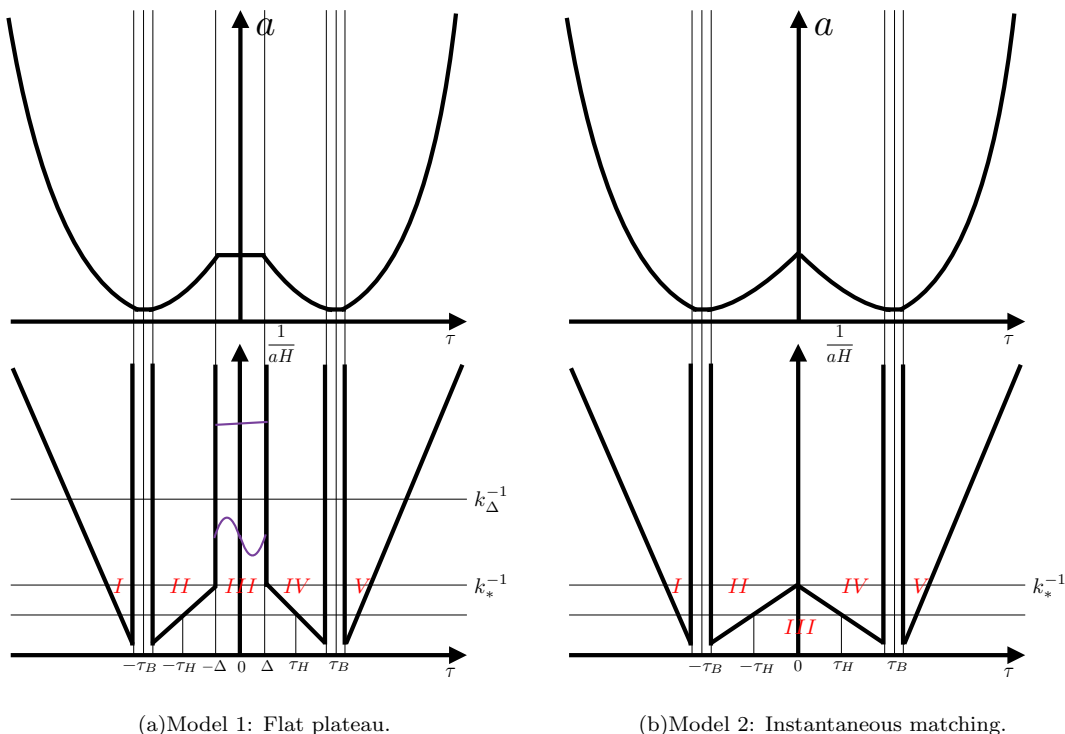 a
τ
1
aH
k_Δ^{-1}
I II III IV V
k_*^{-1}
−τ_B −τ_H −Δ 0 Δ τ_H τ_B
τ
(a)Model 1: Flat plateau.
a
τ
1
aH
I II IV V
k_*^{-1}
III
−τ_B −τ_H 0 τ_H τ_B
τ
(b)Model 2: Instantaneous matching.